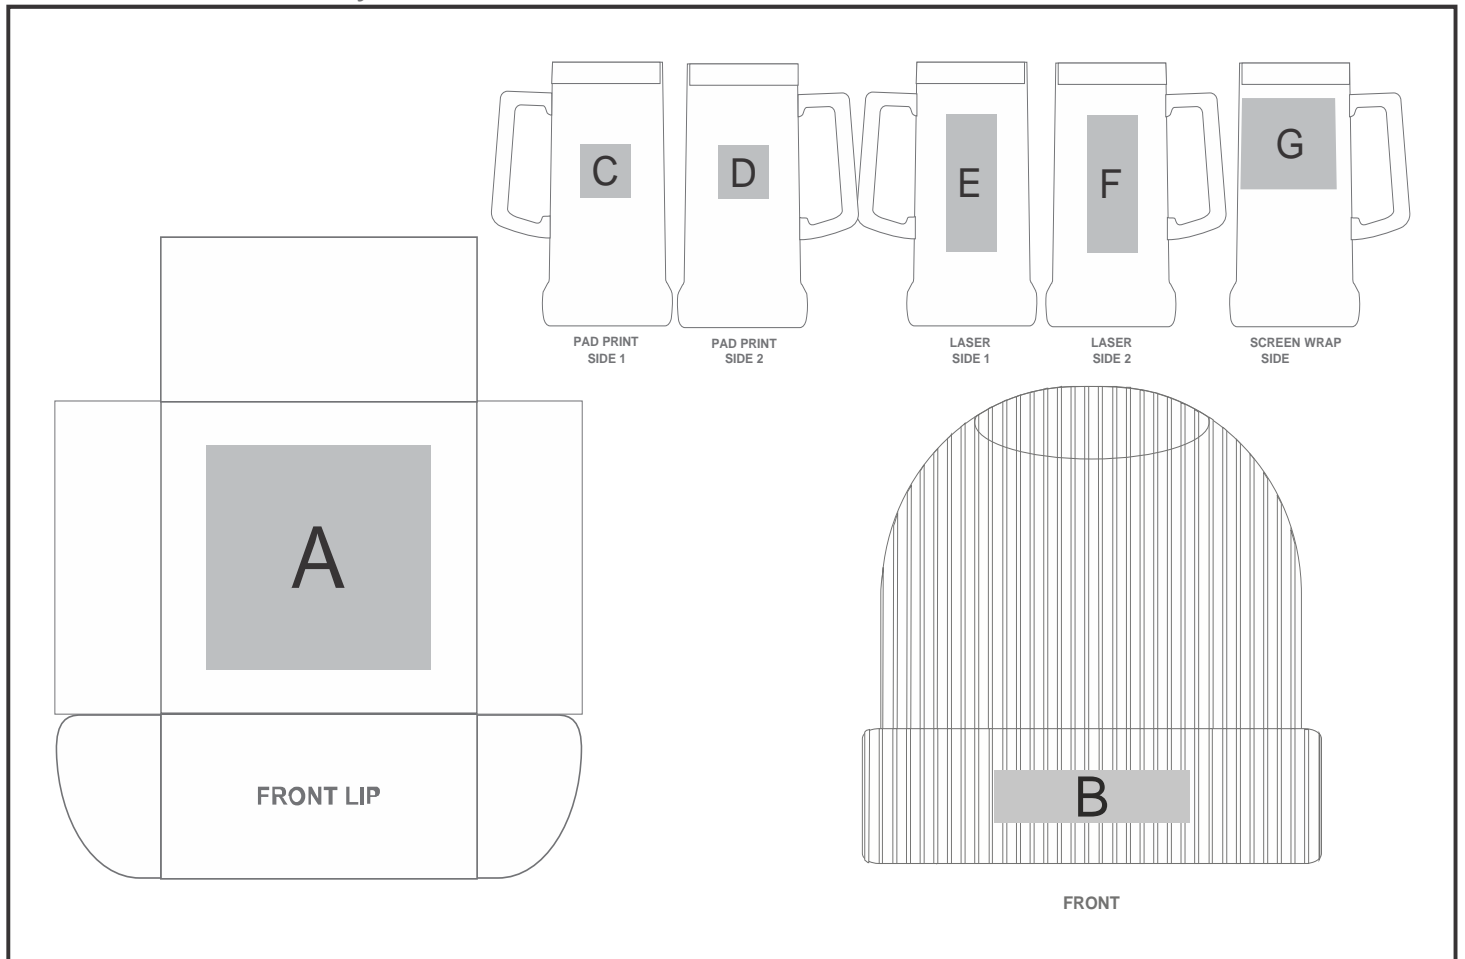 C
D
E
F
G
PAD PRINT
SIDE 1
PAD PRINT
SIDE 2
LASER
SIDE 1
LASER
SIDE 2
SCREEN WRAP
SIDE
A
FRONT LIP
B
FRONT